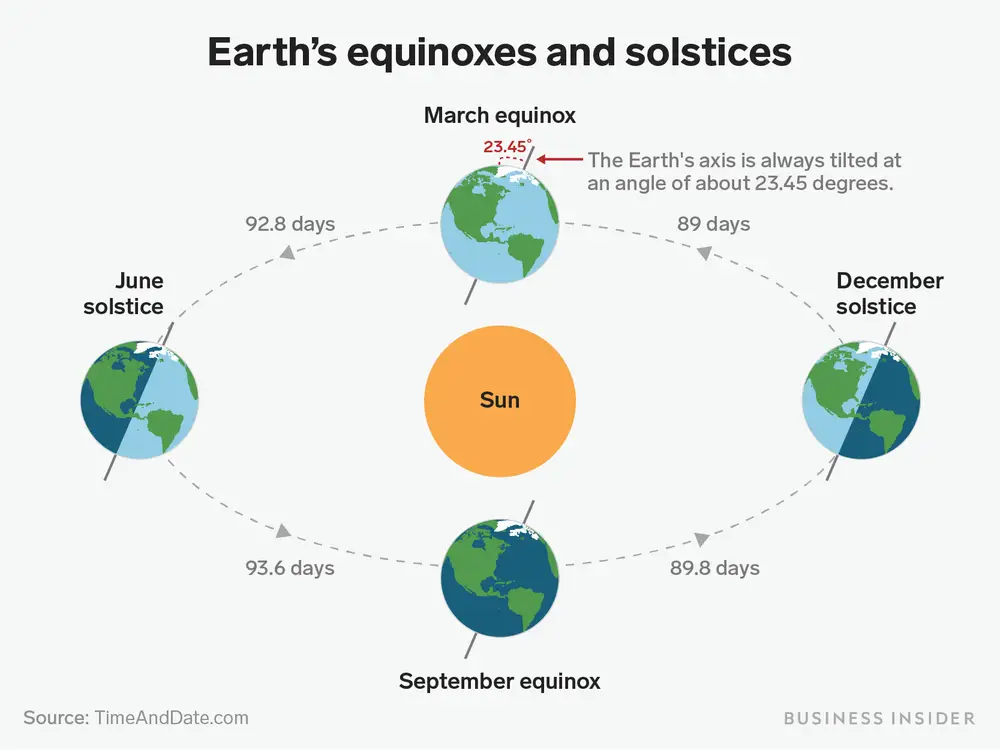 Earth’s equinoxes and solstices
March equinox
23.45°
The Earth's axis is always tilted at
an angle of about 23.45 degrees.
92.8 days
89 days
June
solstice
December
solstice
Sun
93.6 days
89.8 days
September equinox
Source: TimeAndDate.com
BUSINESS INSIDER